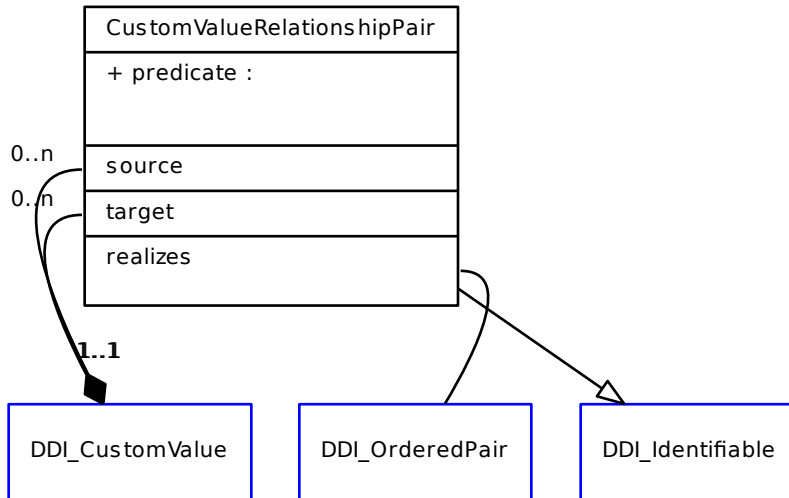 CustomValueRelationshipPair
+ predicate :
0..n
source
0..n
target
realizes
1..1
DDI_CustomValue
DDI_OrderedPair
DDI_Identifiable